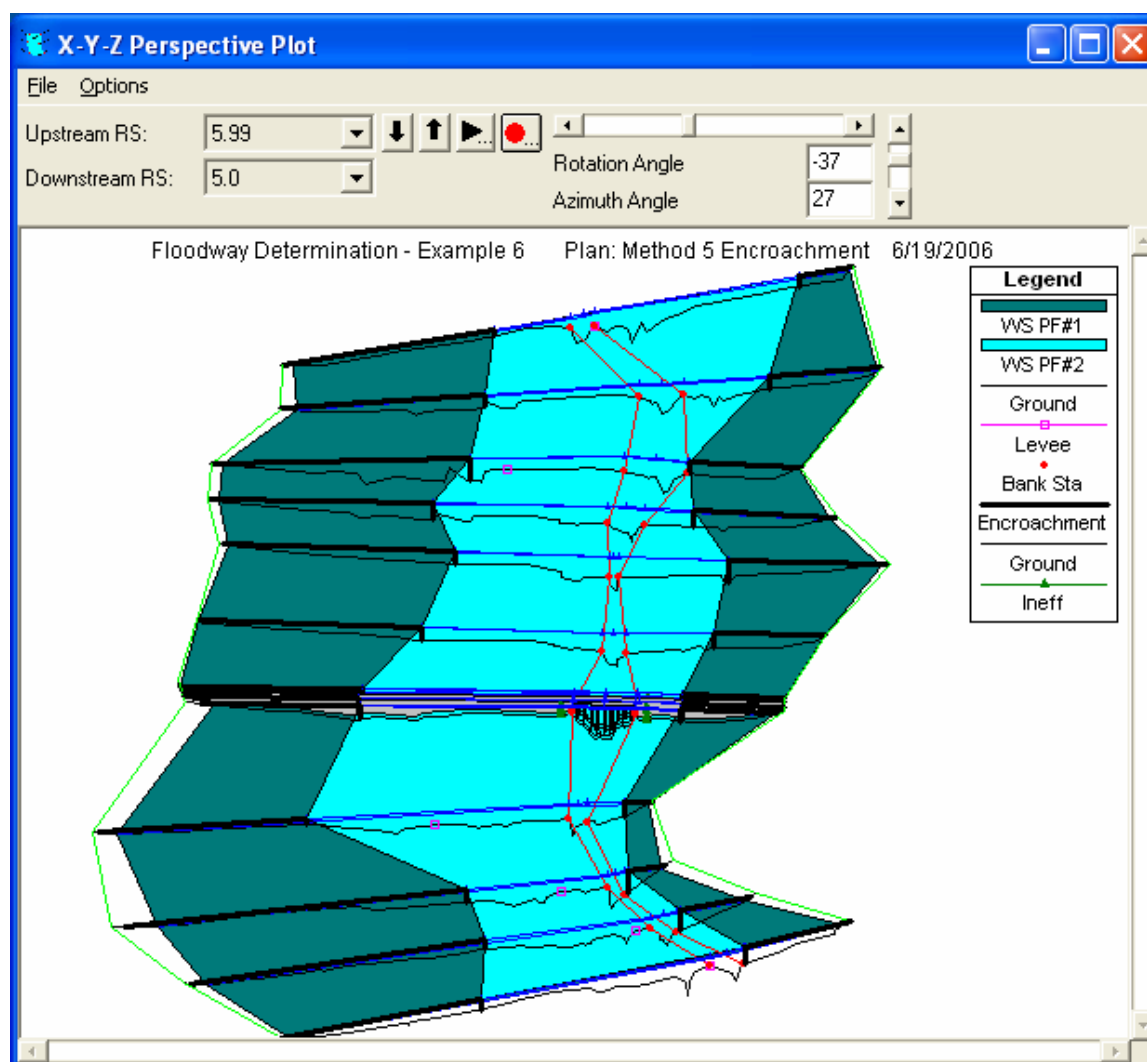 X-Y-Z Perspective Plot
File Options
Upstream RS: 5.99
Downstream RS: 5.0
Rotation Angle -37
Azimuth Angle 27
Floodway Determination - Example 6 Plan: Method 5 Encroachment 6/19/2006
Legend
WS PF#1
WS PF#2
Ground
Levee
Bank Sta
Encroachment
Ground
Ineff